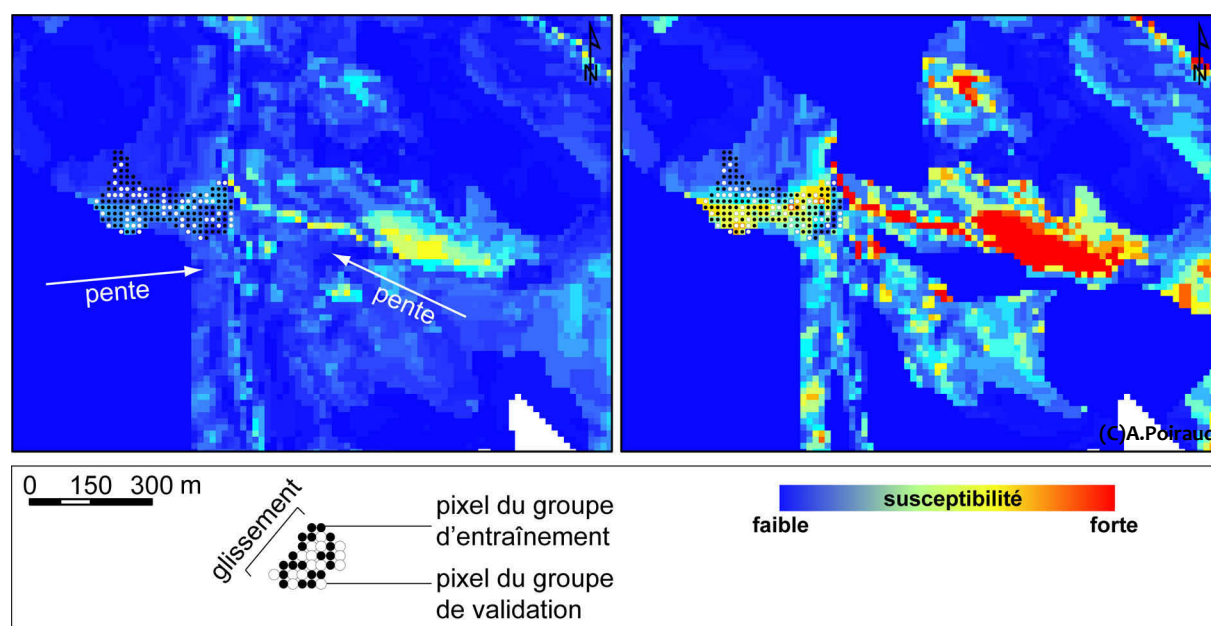 N
N
pente
pente
(C)A.Poiraud
0 150 300 m
glissement
pixel du groupe
d'entraînement
pixel du groupe
de validation
susceptibilité
faible
forte